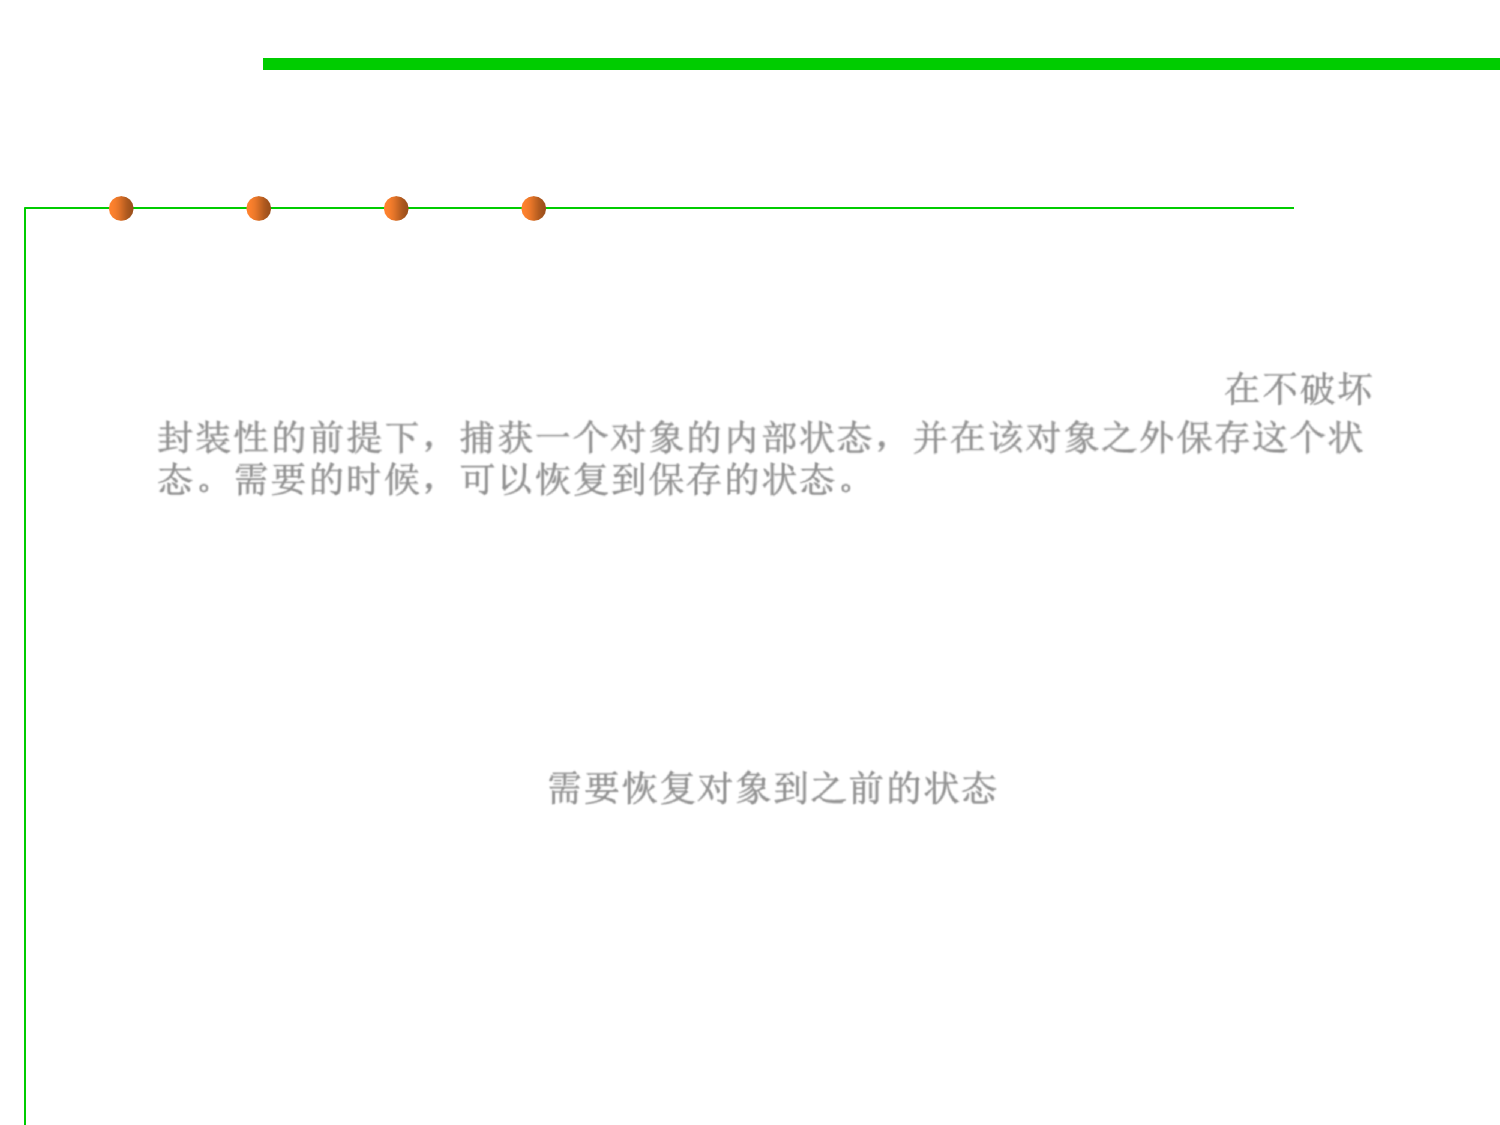 在不破坏
封装性的前提下，捕获一个对象的内部状态，并在该对象之外保存这个状
态。需要的时候，可以恢复到保存的状态。
需要恢复对象到之前的状态